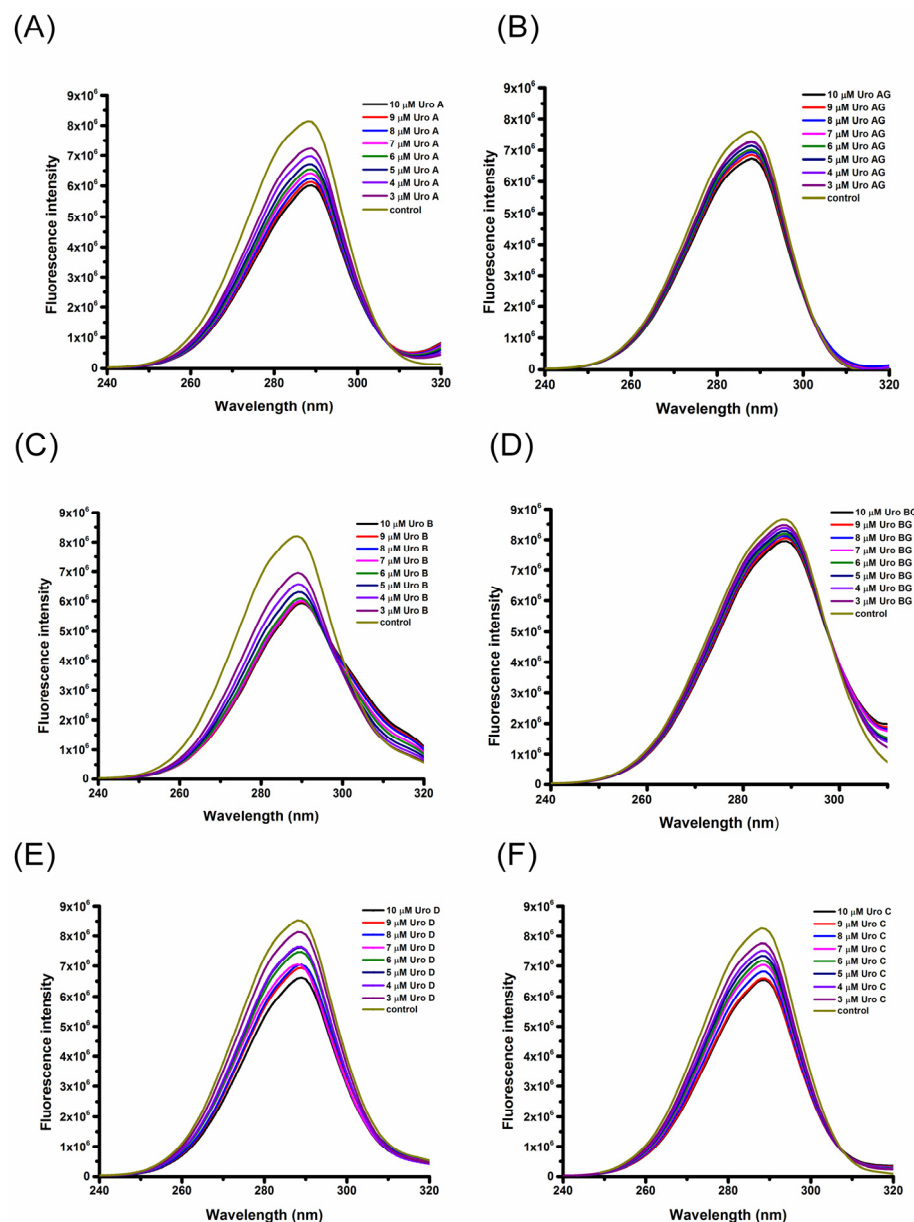 (A)
9x10⁶
8x10⁶
7x10⁶
6x10⁶
5x10⁶
4x10⁶
3x10⁶
2x10⁶
1x10⁶
0
Fluorescence intensity
10 μM Uro A
9 μM Uro A
8 μM Uro A
7 μM Uro A
6 μM Uro A
5 μM Uro A
4 μM Uro A
3 μM Uro A
control
240 260 280 300 320
Wavelength (nm)
(B)
9x10⁶
8x10⁶
7x10⁶
6x10⁶
5x10⁶
4x10⁶
3x10⁶
2x10⁶
1x10⁶
0
Fluorescence intensity
10 μM Uro AG
9 μM Uro AG
8 μM Uro AG
7 μM Uro AG
6 μM Uro AG
5 μM Uro AG
4 μM Uro AG
3 μM Uro AG
control
240 260 280 300 320
Wavelength (nm)
(C)
9x10⁶
8x10⁶
7x10⁶
6x10⁶
5x10⁶
4x10⁶
3x10⁶
2x10⁶
1x10⁶
0
Fluorescence intensity
10 μM Uro B
9 μM Uro B
8 μM Uro B
7 μM Uro B
6 μM Uro B
5 μM Uro B
4 μM Uro B
3 μM Uro B
control
240 260 280 300 320
Wavelength (nm)
(D)
9x10⁶
8x10⁶
7x10⁶
6x10⁶
5x10⁶
4x10⁶
3x10⁶
2x10⁶
1x10⁶
0
Fluorescence intensity
10 μM Uro BG
9 μM Uro BG
8 μM Uro BG
7 μM Uro BG
6 μM Uro BG
5 μM Uro BG
4 μM Uro BG
3 μM Uro BG
control
240 260 280 300
Wavelength (nm)
(E)
9x10⁶
8x10⁶
7x10⁶
6x10⁶
5x10⁶
4x10⁶
3x10⁶
2x10⁶
1x10⁶
0
Fluorescence intensity
10 μM Uro D
9 μM Uro D
8 μM Uro D
7 μM Uro D
6 μM Uro D
5 μM Uro D
4 μM Uro D
3 μM Uro D
control
240 260 280 300 320
Wavelength (nm)
(F)
9x10⁶
8x10⁶
7x10⁶
6x10⁶
5x10⁶
4x10⁶
3x10⁶
2x10⁶
1x10⁶
0
Fluorescence intensity
10 μM Uro C
9 μM Uro C
8 μM Uro C
7 μM Uro C
6 μM Uro C
5 μM Uro C
4 μM Uro C
3 μM Uro C
control
240 260 280 300 320
Wavelength (nm)